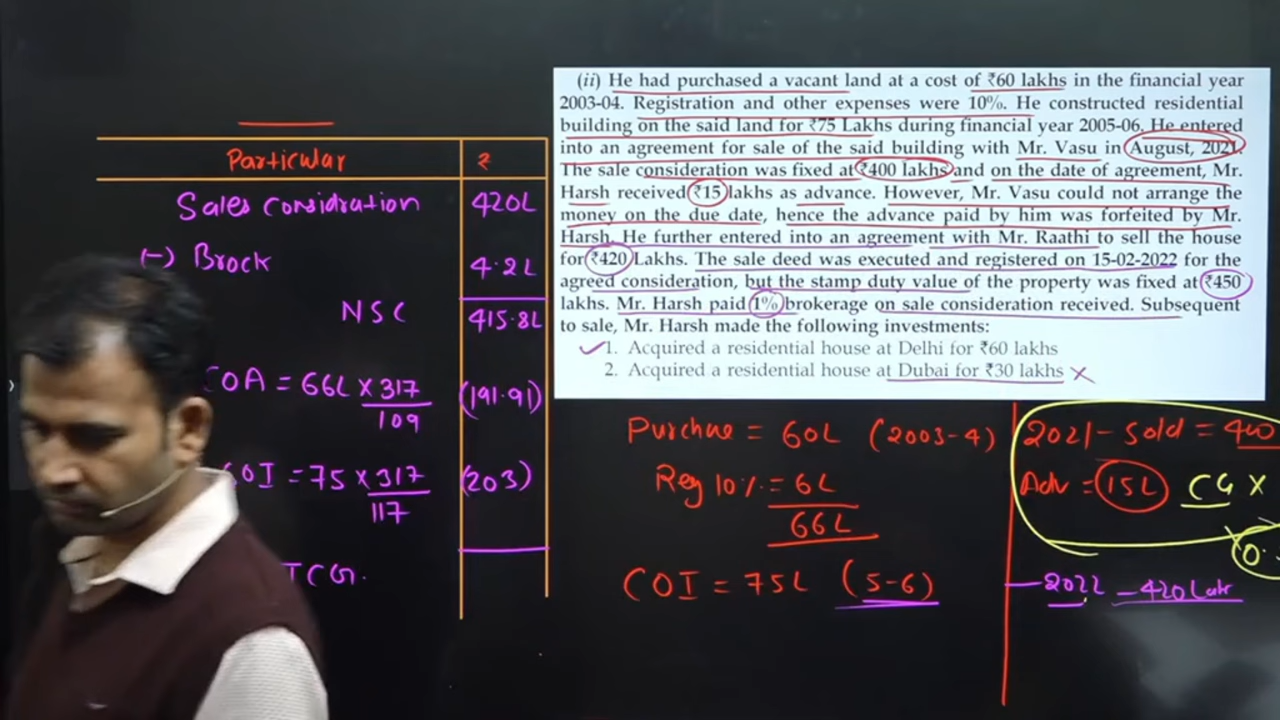 (ii) He had purchased a vacant land at a cost of ₹60 lakhs in the financial year
2003-04. Registration and other expenses were 10%. He constructed residential
building on the said land for ₹75 Lakhs during financial year 2005-06. He entered
into an agreement for sale of the said building with Mr. Vasu in August, 2021.
The sale consideration was fixed at ₹400 lakhs and on the date of agreement, Mr.
Harsh received ₹15 lakhs as advance. However, Mr. Vasu could not arrange the
money on the due date, hence the advance paid by him was forfeited by Mr.
Harsh. He further entered into an agreement with Mr. Raathi to sell the house
for ₹420 Lakhs. The sale deed was executed and registered on 15-02-2022 for the
agreed consideration, but the stamp duty value of the property was fixed at ₹450
lakhs. Mr. Harsh paid 1% brokerage on sale consideration received. Subsequent
to sale, Mr. Harsh made the following investments:
1. Acquired a residential house at Delhi for ₹60 lakhs
2. Acquired a residential house at Dubai for ₹30 lakhs
Particular ₹
Sales Considration 420L
(-) Brock 4.2L
NSC 415.8L
COA = 66L × 317 (191.91)
109
COI = 75 × 317 (203)
117
TCG.
Purchae = 60L (2003-4)
Reg 10% = 6L
66L
COI = 75L (5-6)
2021 - Sold = 400
Adv = 15L CG X
2022 - 420 Lakh